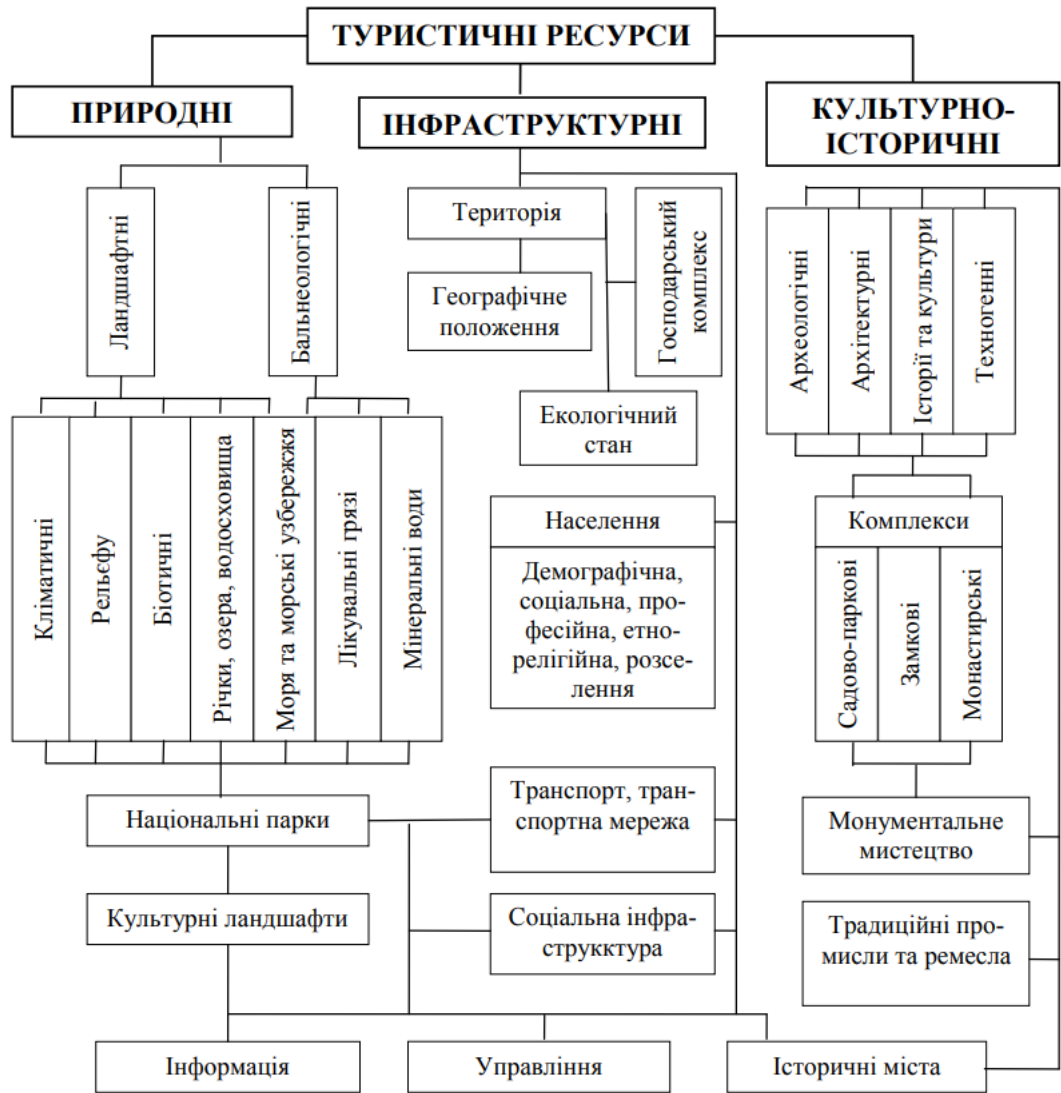 ТУРИСТИЧНІ РЕСУРСИ
ПРИРОДНІ
ІНФРАСТРУКТУРНІ
КУЛЬТУРНО-
ІСТОРИЧНІ
Ландшафтні
Бальнеологічні
Територія
Географічне
положення
Господарський
комплекс
Екологічний
стан
Археологічні
Архітектурні
Історії та культури
Техногенні
Кліматичні
Рельєфу
Біотичні
Річки, озера, водосховища
Моря та морські узбережжя
Лікувальні грязі
Мінеральні води
Населення
Демографічна,
соціальна, про-
фесійна, етно-
релігійна, розсе-
лення
Комплекси
Садово-паркові
Замкові
Монастирські
Національні парки
Транспорт, тран-
спортна мережа
Монументальне
мистецтво
Культурні ландшафти
Соціальна інфра-
струкктура
Традиційні про-
мисли та ремесла
Інформація
Управління
Історичні міста